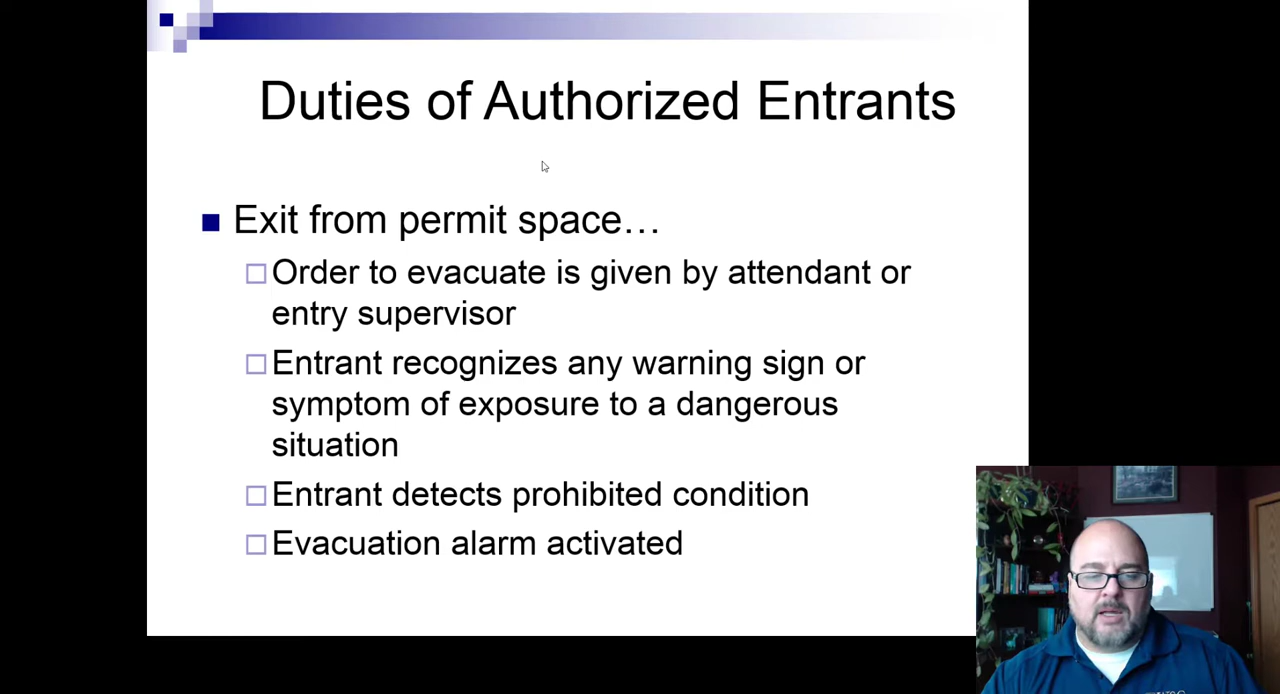 Duties of Authorized Entrants
Exit from permit space…
Order to evacuate is given by attendant or
entry supervisor
Entrant recognizes any warning sign or
symptom of exposure to a dangerous
situation
Entrant detects prohibited condition
Evacuation alarm activated